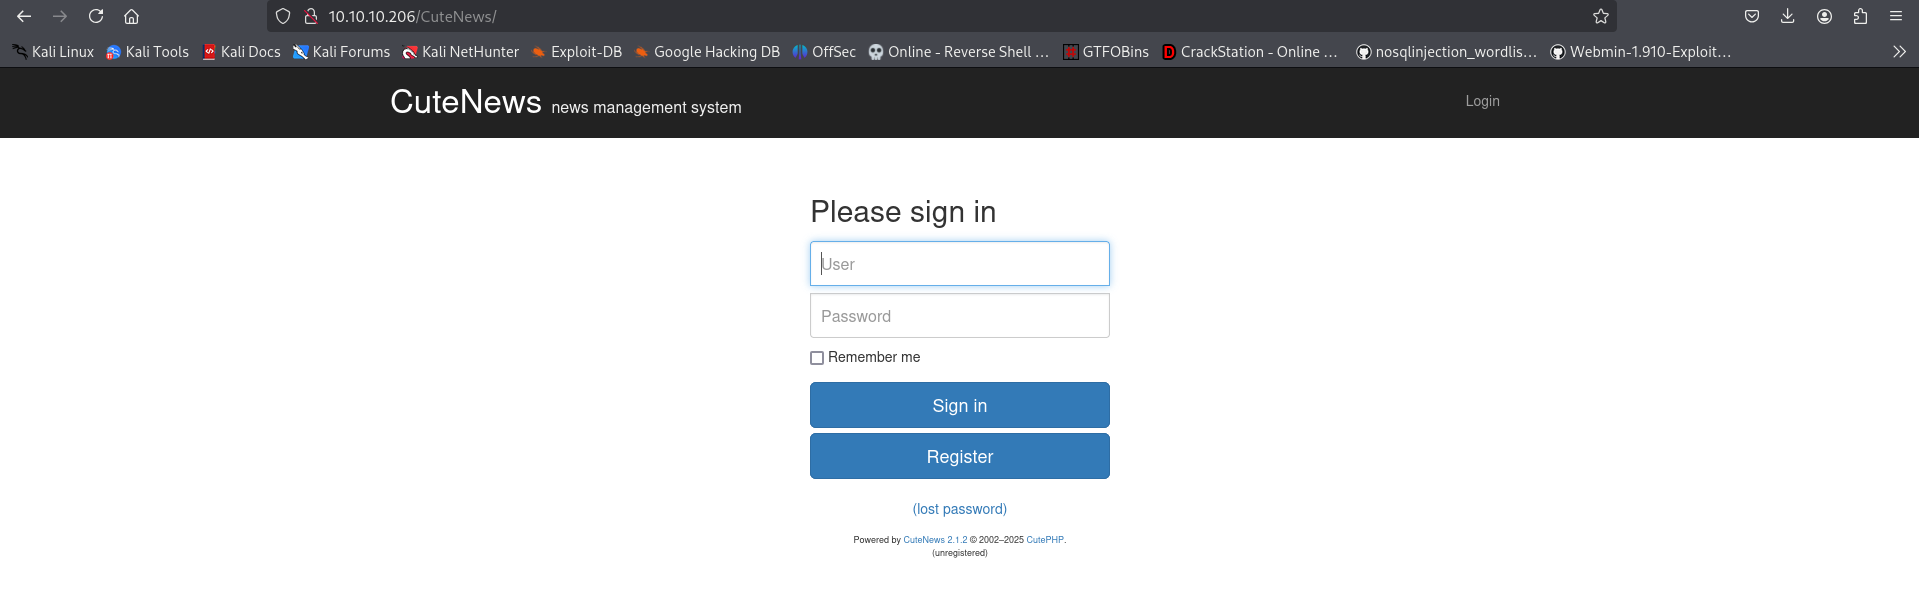 10.10.10.206/CuteNews/
Kali Linux Kali Tools Kali Docs Kali Forums Kali NetHunter Exploit-DB Google Hacking DB OffSec Online - Reverse Shell … GTFOBins CrackStation - Online … nosqlinjection_wordlis… Webmin-1.910-Exploit…
CuteNews news management system Login
Please sign in
User
Password
Remember me
Sign in
Register
(lost password)
Powered by CuteNews 2.1.2 © 2002–2025 CutePHP.
(unregistered)